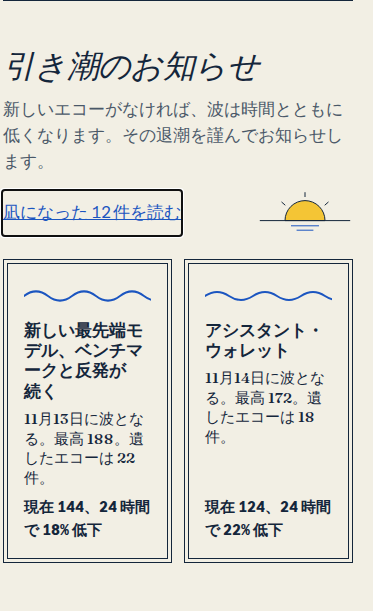 引き潮のお知らせ
新しいエコーがなければ、波は時間とともに
低くなります。その退潮を謹んでお知らせし
ます。
凪になった 12 件を読む
新しい最先端モ
デル、ベンチマ
ークと反発が
続く
11月13日に波とな
る。最高 188。遺
したエコーは 22
件。
現在 144、24 時間
で 18% 低下
アシスタント・
ウォレット
11月14日に波とな
る。最高 172。遺
したエコーは 18
件。
現在 124、24 時間
で 22% 低下